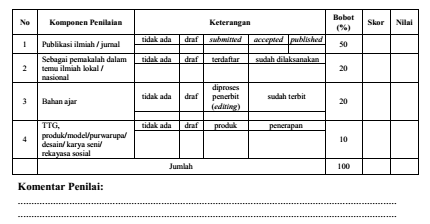 No Komponen Penilaian Keterangan Bobot (%) Skor Nilai
1 Publikasi ilmiah / jurnal tidak ada draf submitted accepted published 50
2 Sebagai pemakalah dalam temu ilmiah lokal / nasional tidak ada draf terdaftar sudah dilaksanakan 20
3 Bahan ajar tidak ada draf diproses penerbit (editing) sudah terbit 20
4 TTG, produk/model/purwarupa/ desain/ karya seni/ rekayasa sosial tidak ada draf produk penerapan 10
Jumlah 100
Komentar Penilai: